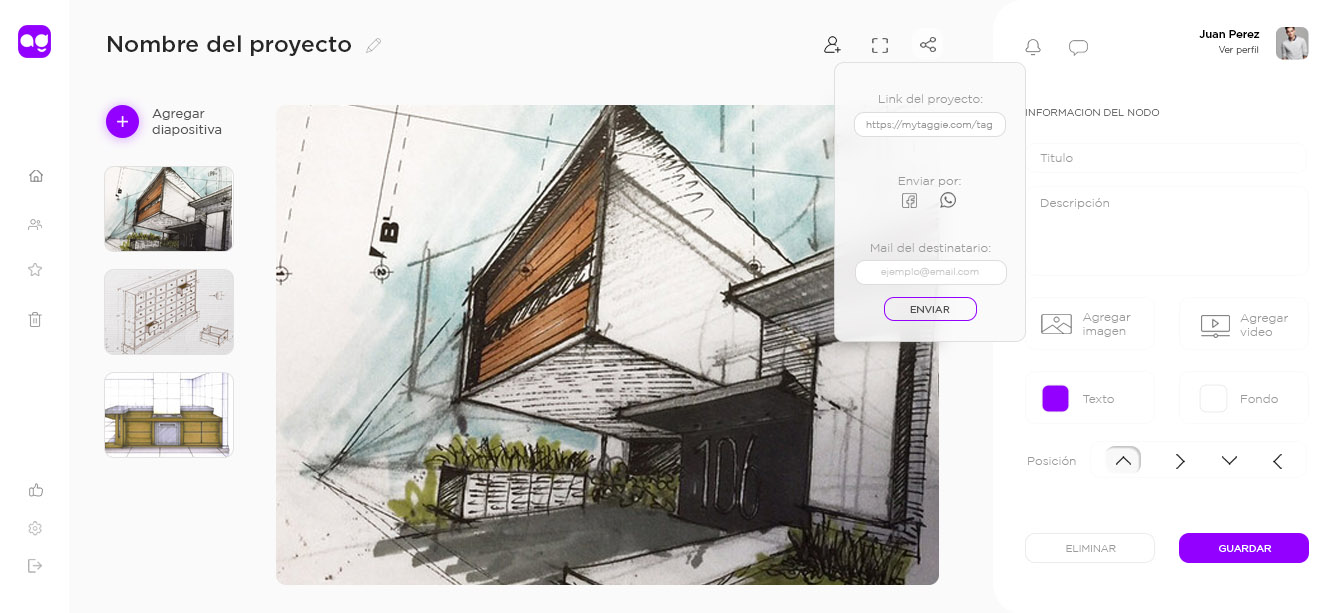 ag
Nombre del proyecto
Juan Perez
Ver perfil
Agregar
diapositiva
Link del proyecto:
https://mytaggie.com/tag
Enviar por:
Mail del destinatario:
ejemplo@email.com
ENVIAR
INFORMACION DEL NODO
Titulo
Descripción
Agregar
imagen
Agregar
video
Texto
Fondo
Posición
ELIMINAR
GUARDAR
B'
1
2
106